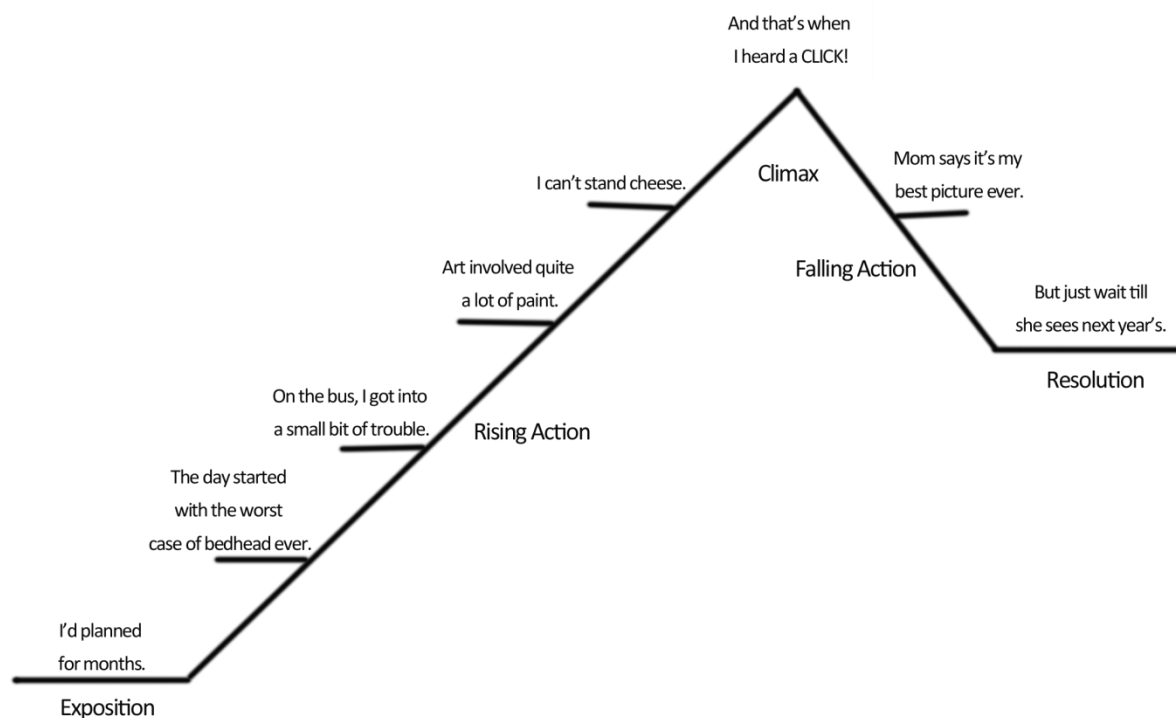 And that’s when
I heard a CLICK!
Climax
I can’t stand cheese.
Mom says it’s my
best picture ever.
Art involved quite
a lot of paint.
Falling Action
But just wait till
she sees next year’s.
Resolution
On the bus, I got into
a small bit of trouble.
Rising Action
The day started
with the worst
case of bedhead ever.
I’d planned
for months.
Exposition